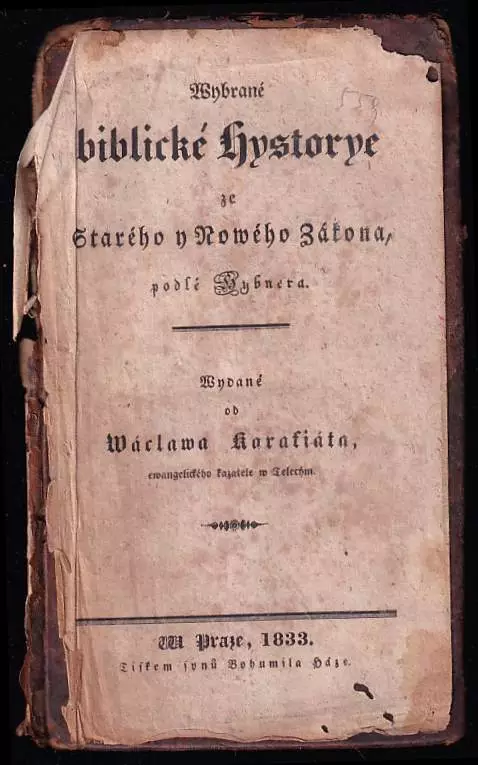 Wybrané
biblické Hystorye
ze
Starého y Nowého Zákona,
podlé Hybnera.
Wydané
od
Wáclawa Karafiáta,
ewangelického kazatele w Telecým.
W Praze, 1833.
Tiskem synů Bohumila Háze.